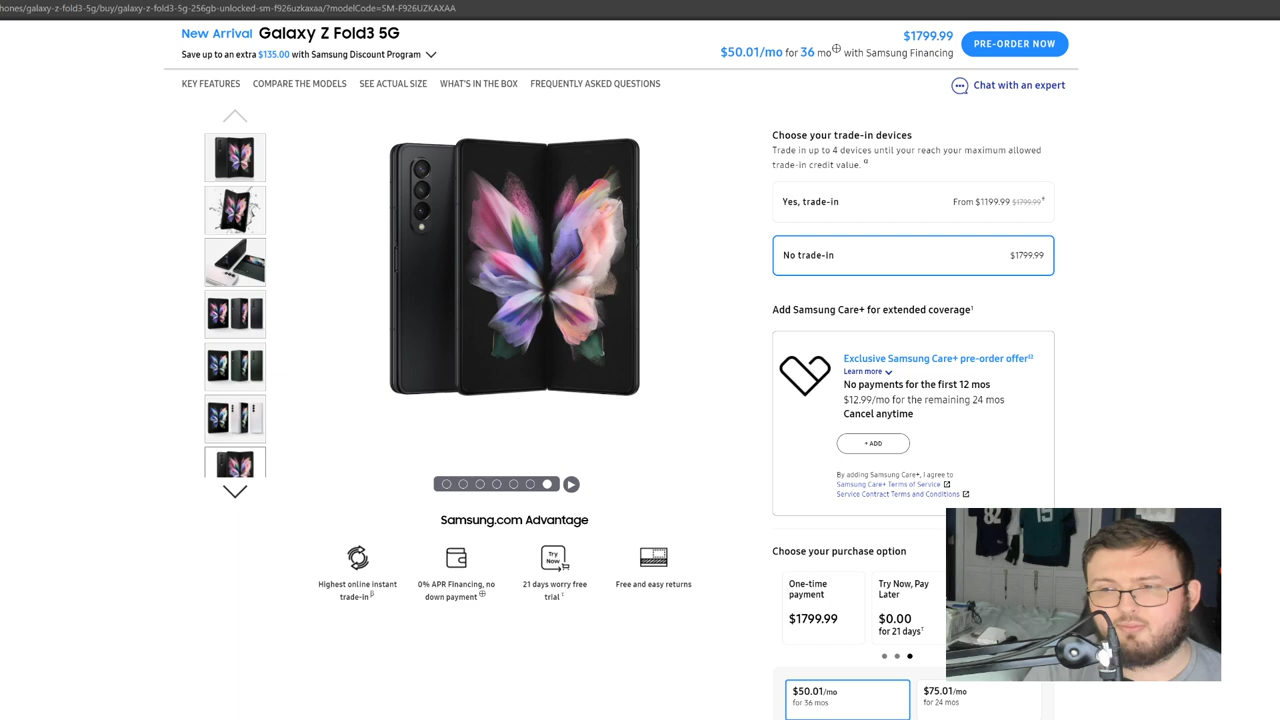 hones/galaxy-z-fold3-5g/buy/galaxy-z-fold3-5g-256gb-unlocked-sm-f926uzkaxaa/?modelCode=SM-F926UZKAXAA
New Arrival Galaxy Z Fold3 5G
Save up to an extra $135.00 with Samsung Discount Program
$1799.99
$50.01/mo for 36 mo⊕ with Samsung Financing
PRE-ORDER NOW
KEY FEATURES COMPARE THE MODELS SEE ACTUAL SIZE WHAT'S IN THE BOX FREQUENTLY ASKED QUESTIONS
Chat with an expert
Choose your trade-in devices
Trade in up to 4 devices until your reach your maximum allowed
trade-in credit value. α
Yes, trade-in From $1199.99 $1799.99+
No trade-in $1799.99
Add Samsung Care+ for extended coverage¹
Exclusive Samsung Care+ pre-order offer
Learn more
No payments for the first 12 mos
$12.99/mo for the remaining 24 mos
Cancel anytime
+ ADD
By adding Samsung Care+, I agree to
Samsung Care+ Terms of Service
Service Contract Terms and Conditions
Samsung.com Advantage
Highest online instant
trade-in β
0% APR Financing, no
down payment ⊕
Try
Now
21 days worry free
trial
Free and easy returns
Choose your purchase option
One-time
payment
$1799.99
Try Now, Pay
Later
$0.00
for 21 days
$50.01/mo
for 36 mos
$75.01/mo
for 24 mos
82
15